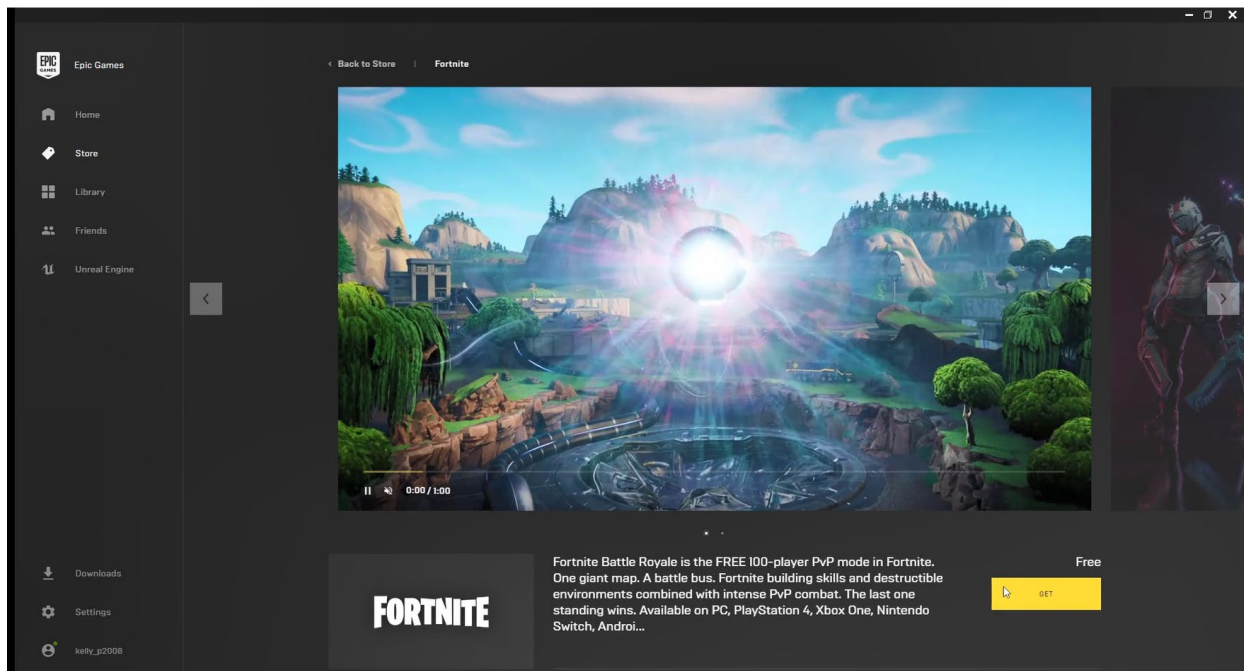 EPIC
GAMES
Epic Games
Home
Store
Library
Friends
Unreal Engine
Downloads
Settings
kelly_p2008
Back to Store | Fortnite
0:00 / 1:00
FORTNITE
Fortnite Battle Royale is the FREE 100-player PvP mode in Fortnite.
One giant map. A battle bus. Fortnite building skills and destructible
environments combined with intense PvP combat. The last one
standing wins. Available on PC, PlayStation 4, Xbox One, Nintendo
Switch, Androi...
Free
GET